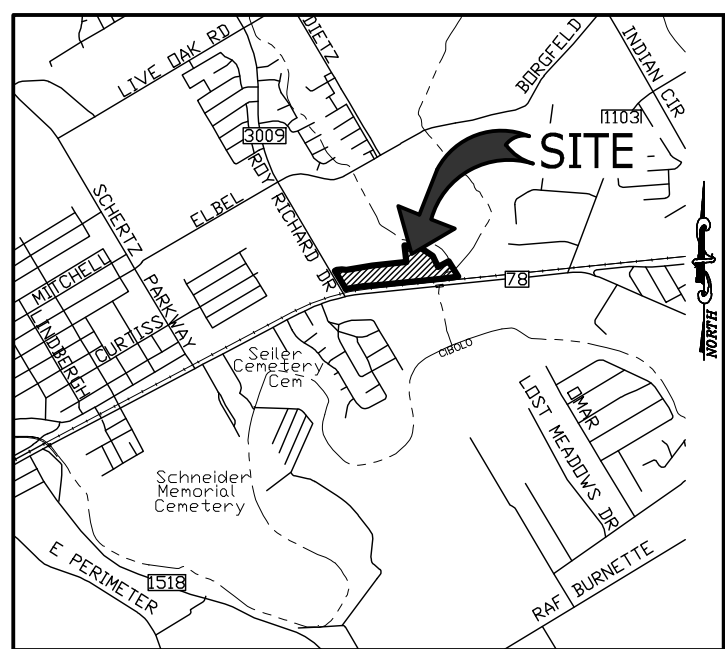 LIVE OAK RD
DIETZ
BORGFELD
INDIAN CIR
1103
3009
ROY RICHARD DR
SITE
SCHERTZ PARKWAY
ELBEL
MITCHELL
LINDBERGH
CURTISS
78
NORTH
CIBOLO
Seiler
Cemetery
Cem
Schneider
Memorial
Cemetery
LOST MEADOWS DR
OMAR
E PERIMETER
1518
RAF BURNETTE